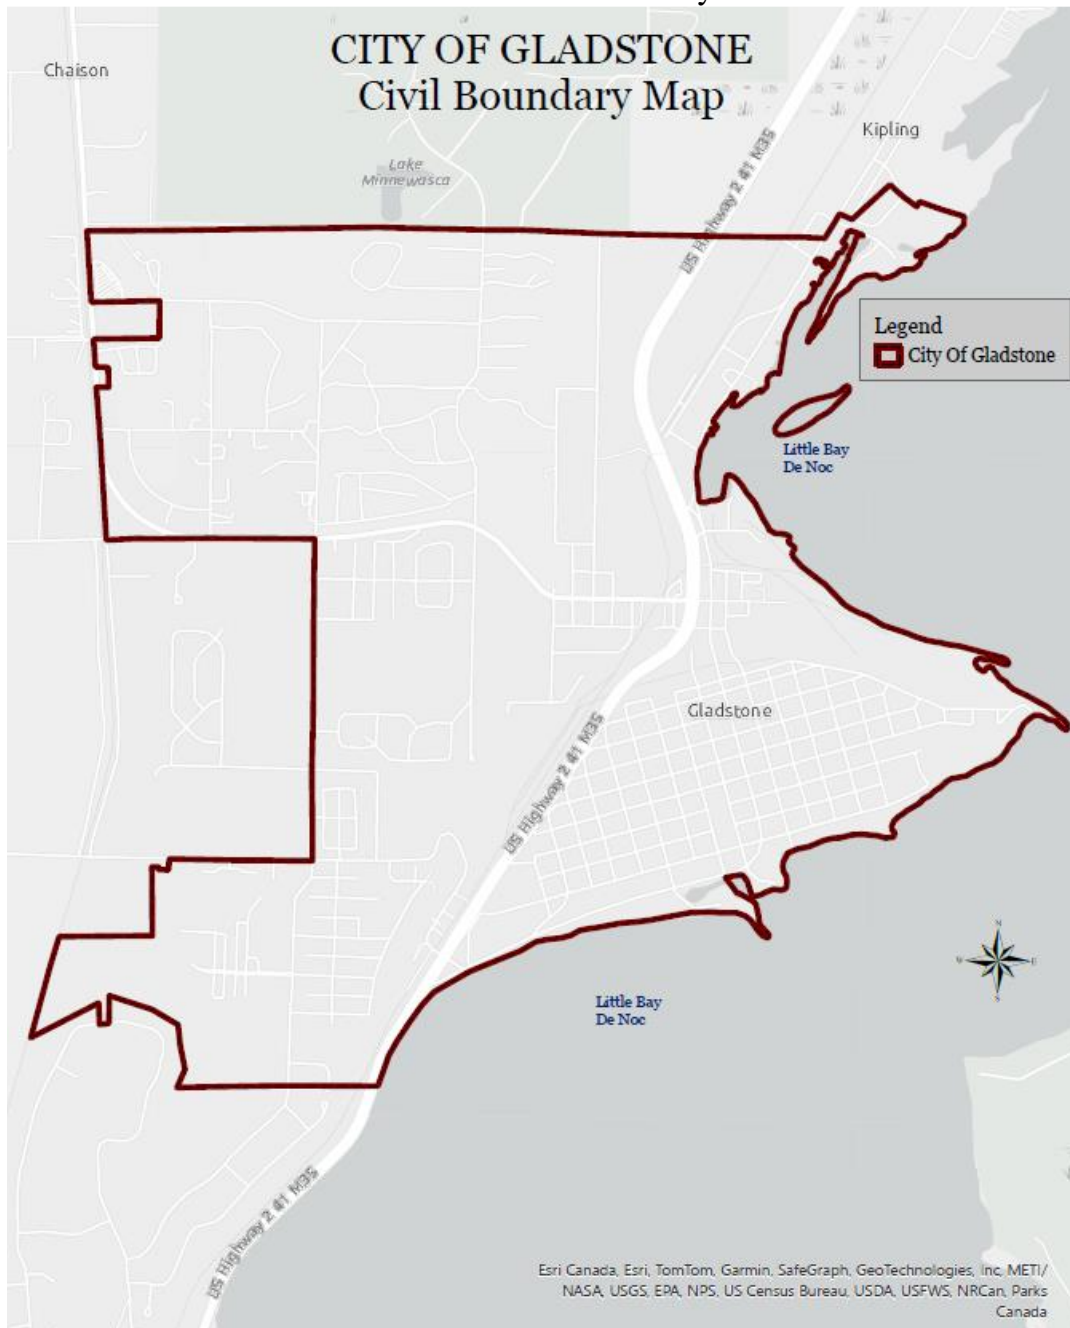 CITY OF GLADSTONE
Civil Boundary Map
Chaison
Kipling
Lake
Minnewasca
US Highway 2 41 M35
Legend
City Of Gladstone
Little Bay
De Noc
Gladstone
US Highway 2 41 M35
N
W
E
S
Little Bay
De Noc
US Highway 2 41 M35
Esri Canada, Esri, TomTom, Garmin, SafeGraph, GeoTechnologies, Inc, METI/
NASA, USGS, EPA, NPS, US Census Bureau, USDA, USFWS, NRCan, Parks
Canada